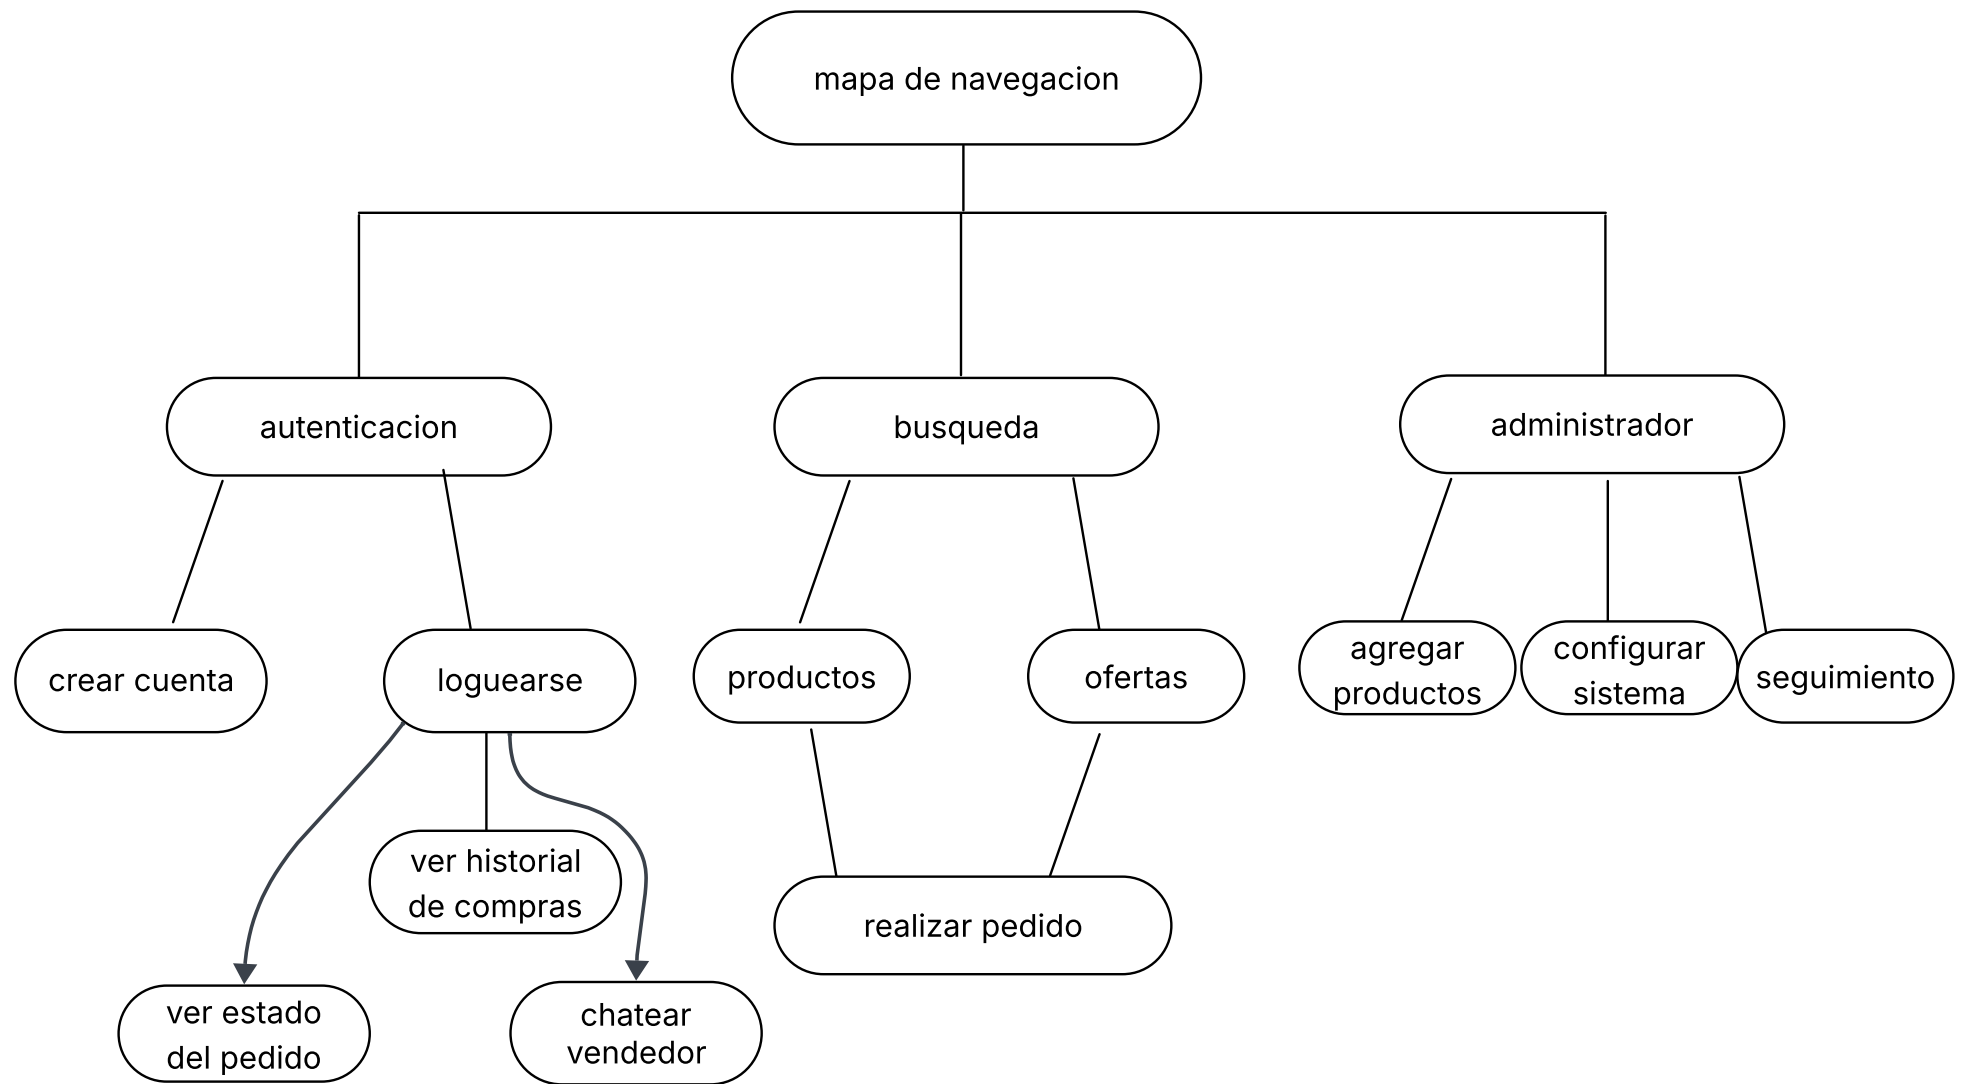 mapa de navegacion
autenticacion
busqueda
administrador
crear cuenta
loguearse
productos
ofertas
agregar
productos
configurar
sistema
seguimiento
ver historial
de compras
realizar pedido
ver estado
del pedido
chatear
vendedor